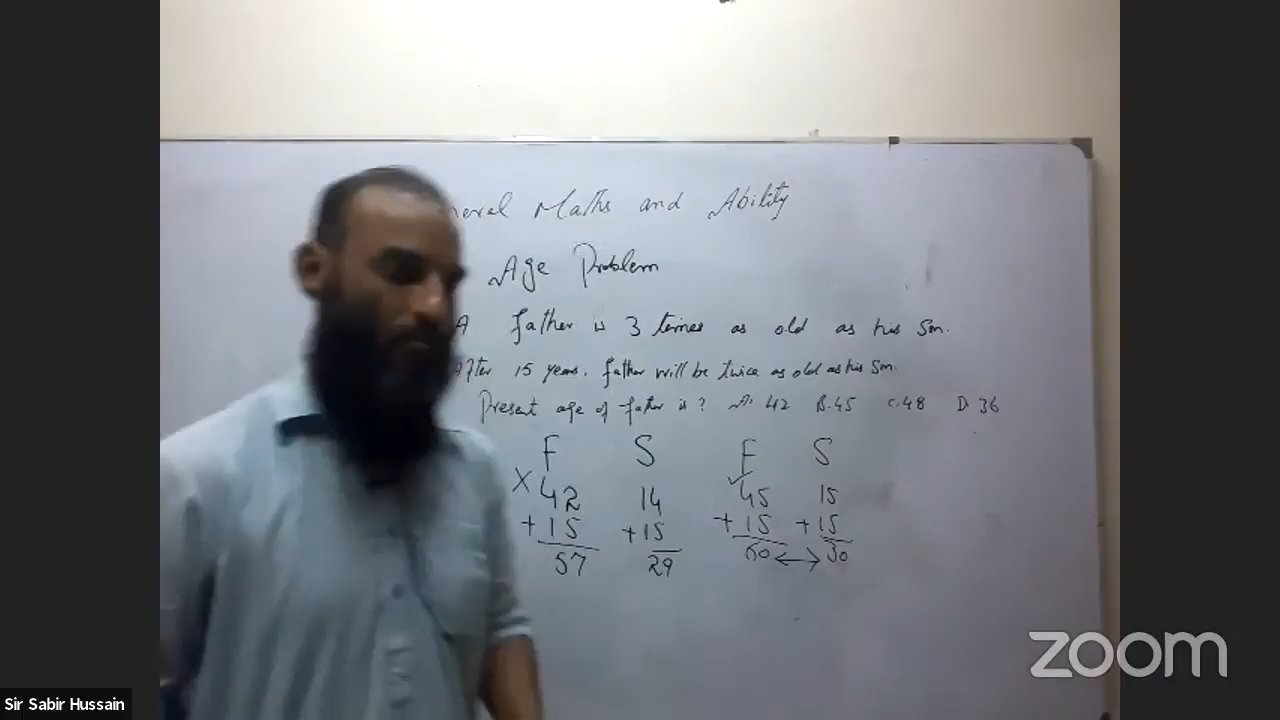 neral Maths and Ability
Age Problem
A father is 3 times as old as his Son.
After 15 years. father will be twice as old as his Son.
Present age of father is? A. 42 B. 45 C. 48 D. 36
F S F S
× 42 14 ✓ 45 15
+ 15 + 15 + 15 + 15
57 29 60 ↔ 30
zoom
Sir Sabir Hussain